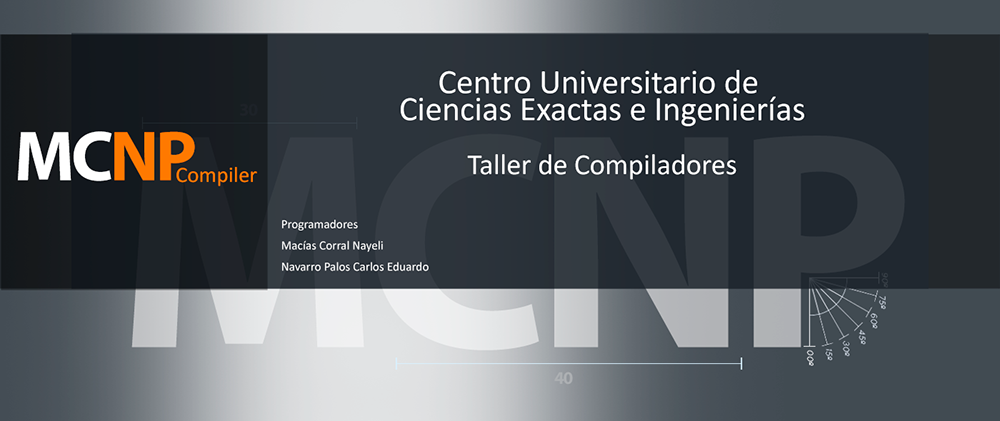 Centro Universitario de
Ciencias Exactas e Ingenierías
Taller de Compiladores
MCNP Compiler
Programadores
Macías Corral Nayeli
Navarro Palos Carlos Eduardo
MCNP
30
40
90º
75º
60º
45º
30º
15º
00º